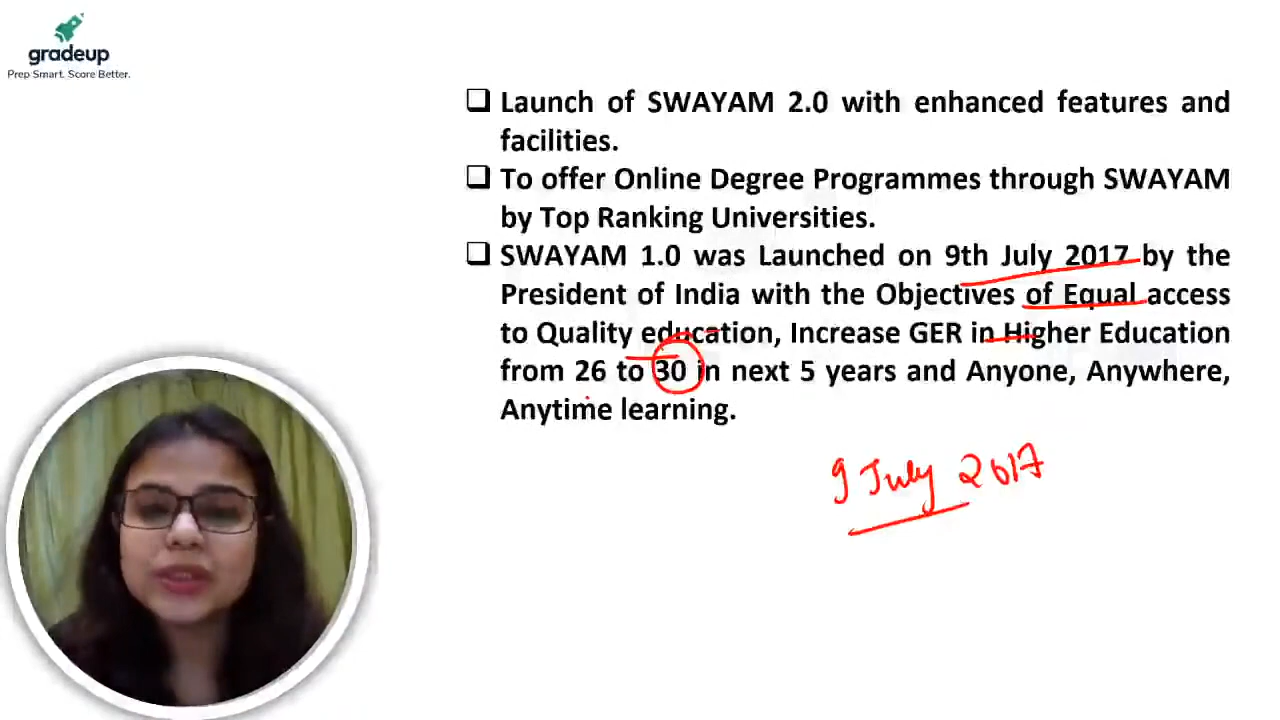 gradeup
Prep Smart. Score Better.
Launch of SWAYAM 2.0 with enhanced features and
facilities.
To offer Online Degree Programmes through SWAYAM
by Top Ranking Universities.
SWAYAM 1.0 was Launched on 9th July 2017 by the
President of India with the Objectives of Equal access
to Quality education, Increase GER in Higher Education
from 26 to 30 in next 5 years and Anyone, Anywhere,
Anytime learning.
9 July 2017